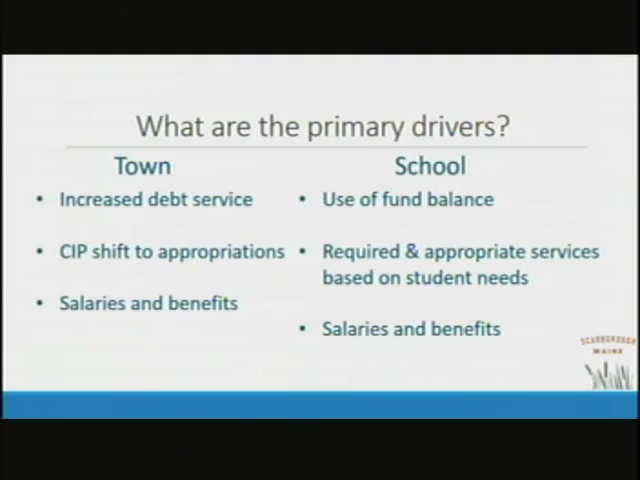 What are the primary drivers?
Town
• Increased debt service
• CIP shift to appropriations
• Salaries and benefits
School
• Use of fund balance
• Required & appropriate services
based on student needs
• Salaries and benefits
SCARBOROUGH
MAINE